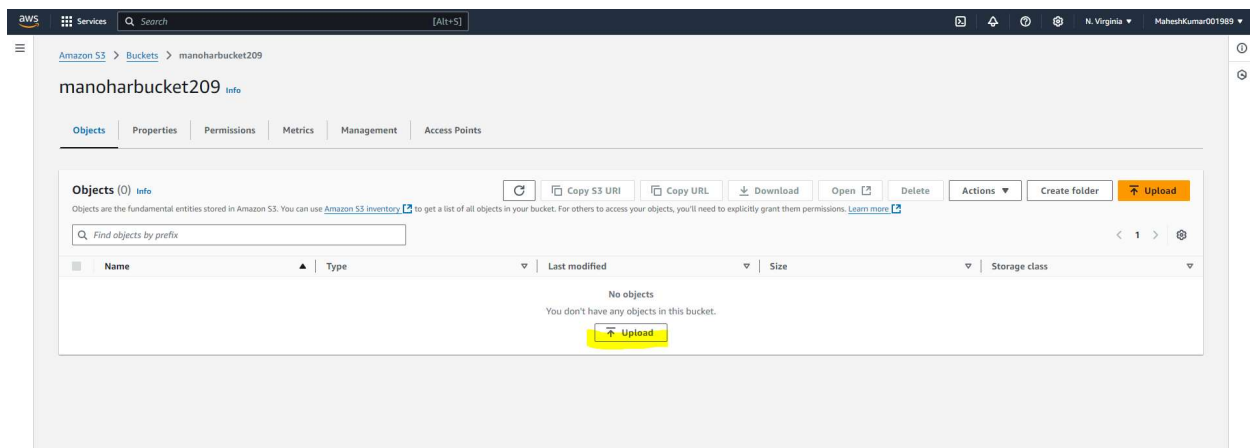 aws Services Search [Alt+S] N. Virginia ▼ MaheshKumar001989 ▼
Amazon S3 > Buckets > manoharbucket209
manoharbucket209 Info
Objects Properties Permissions Metrics Management Access Points
Objects (0) Info Copy S3 URI Copy URL Download Open Delete Actions ▼ Create folder Upload
Objects are the fundamental entities stored in Amazon S3. You can use Amazon S3 inventory to get a list of all objects in your bucket. For others to access your objects, you'll need to explicitly grant them permissions. Learn more
Find objects by prefix < 1 >
Name Type Last modified Size Storage class
No objects
You don't have any objects in this bucket.
Upload